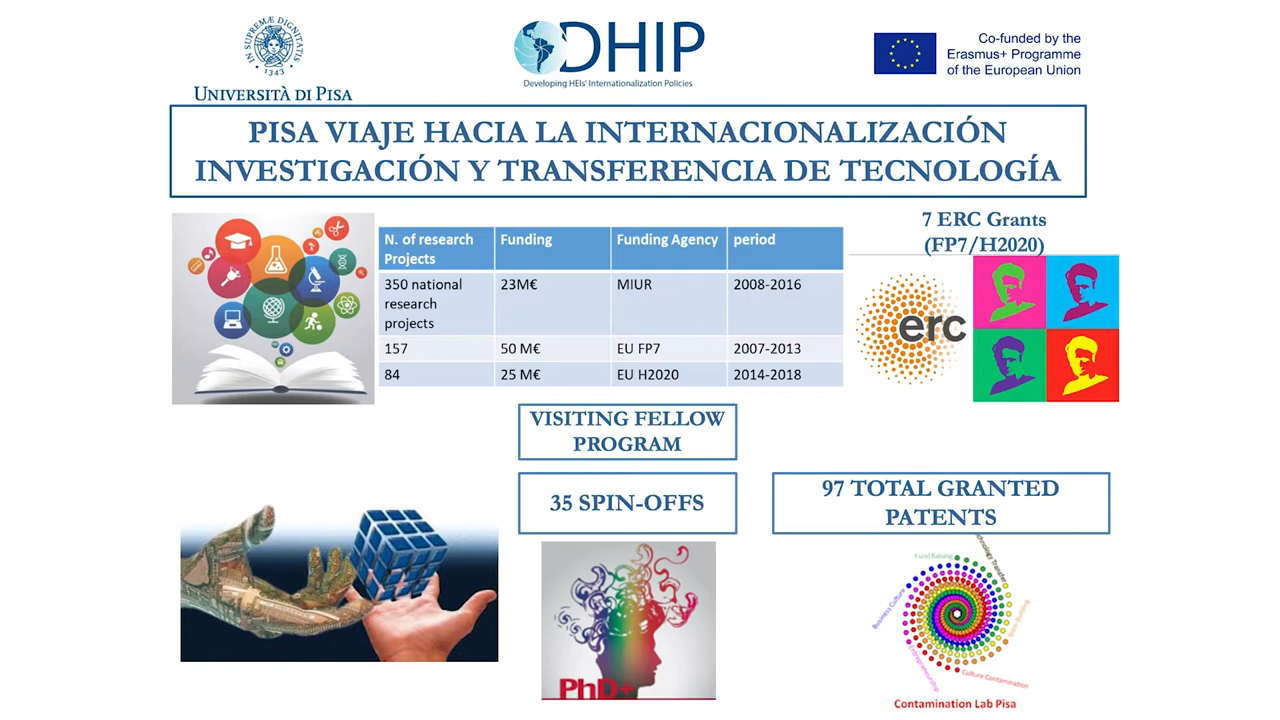 IN SUPREMÆ DIGNITATIS
1343
UNIVERSITÀ DI PISA
DHIP
Developing HEIs' Internationalization Policies
Co-funded by the
Erasmus+ Programme
of the European Union
PISA VIAJE HACIA LA INTERNACIONALIZACIÓN
INVESTIGACIÓN Y TRANSFERENCIA DE TECNOLOGÍA
N. of research Projects
Funding
Funding Agency
period
350 national research projects
23M€
MIUR
2008-2016
157
50 M€
EU FP7
2007-2013
84
25 M€
EU H2020
2014-2018
7 ERC Grants
(FP7/H2020)
erc
VISITING FELLOW
PROGRAM
35 SPIN-OFFS
97 TOTAL GRANTED
PATENTS
PhD+
Fund Raising
Technology Transfer
Business Culture
Entrepreneurship
Culture Contamination
Contamination Lab Pisa